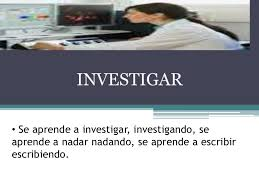 INVESTIGAR
• Se aprende a investigar, investigando, se
aprende a nadar nadando, se aprende a escribir
escribiendo.